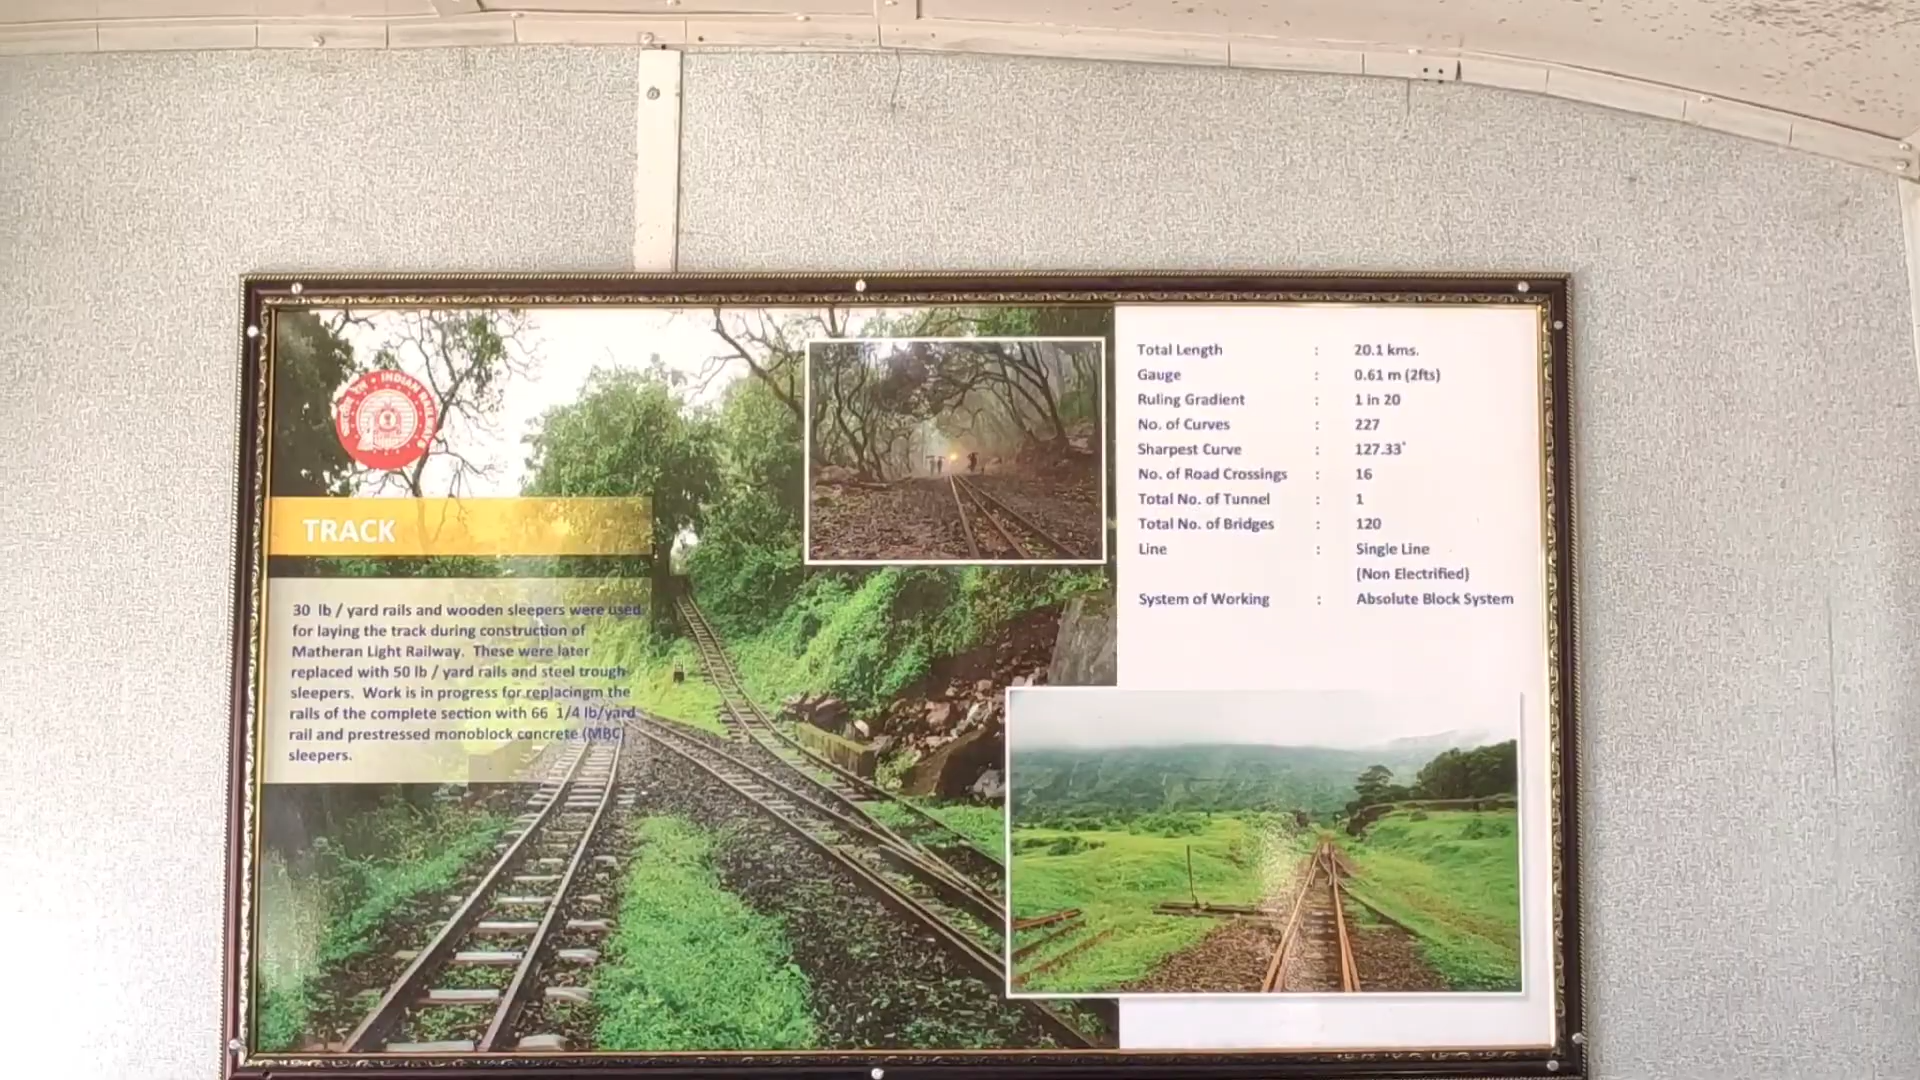 INDIAN RAILWAYS
TRACK
30 lb / yard rails and wooden sleepers were used
for laying the track during construction of
Matheran Light Railway. These were later
replaced with 50 lb / yard rails and steel trough
sleepers. Work is in progress for replacingm the
rails of the complete section with 66 1/4 lb/yard
rail and prestressed monoblock concrete (MBC)
sleepers.
Total Length : 20.1 kms.
Gauge : 0.61 m (2fts)
Ruling Gradient : 1 in 20
No. of Curves : 227
Sharpest Curve : 127.33°
No. of Road Crossings : 16
Total No. of Tunnel : 1
Total No. of Bridges : 120
Line : Single Line
(Non Electrified)
System of Working : Absolute Block System